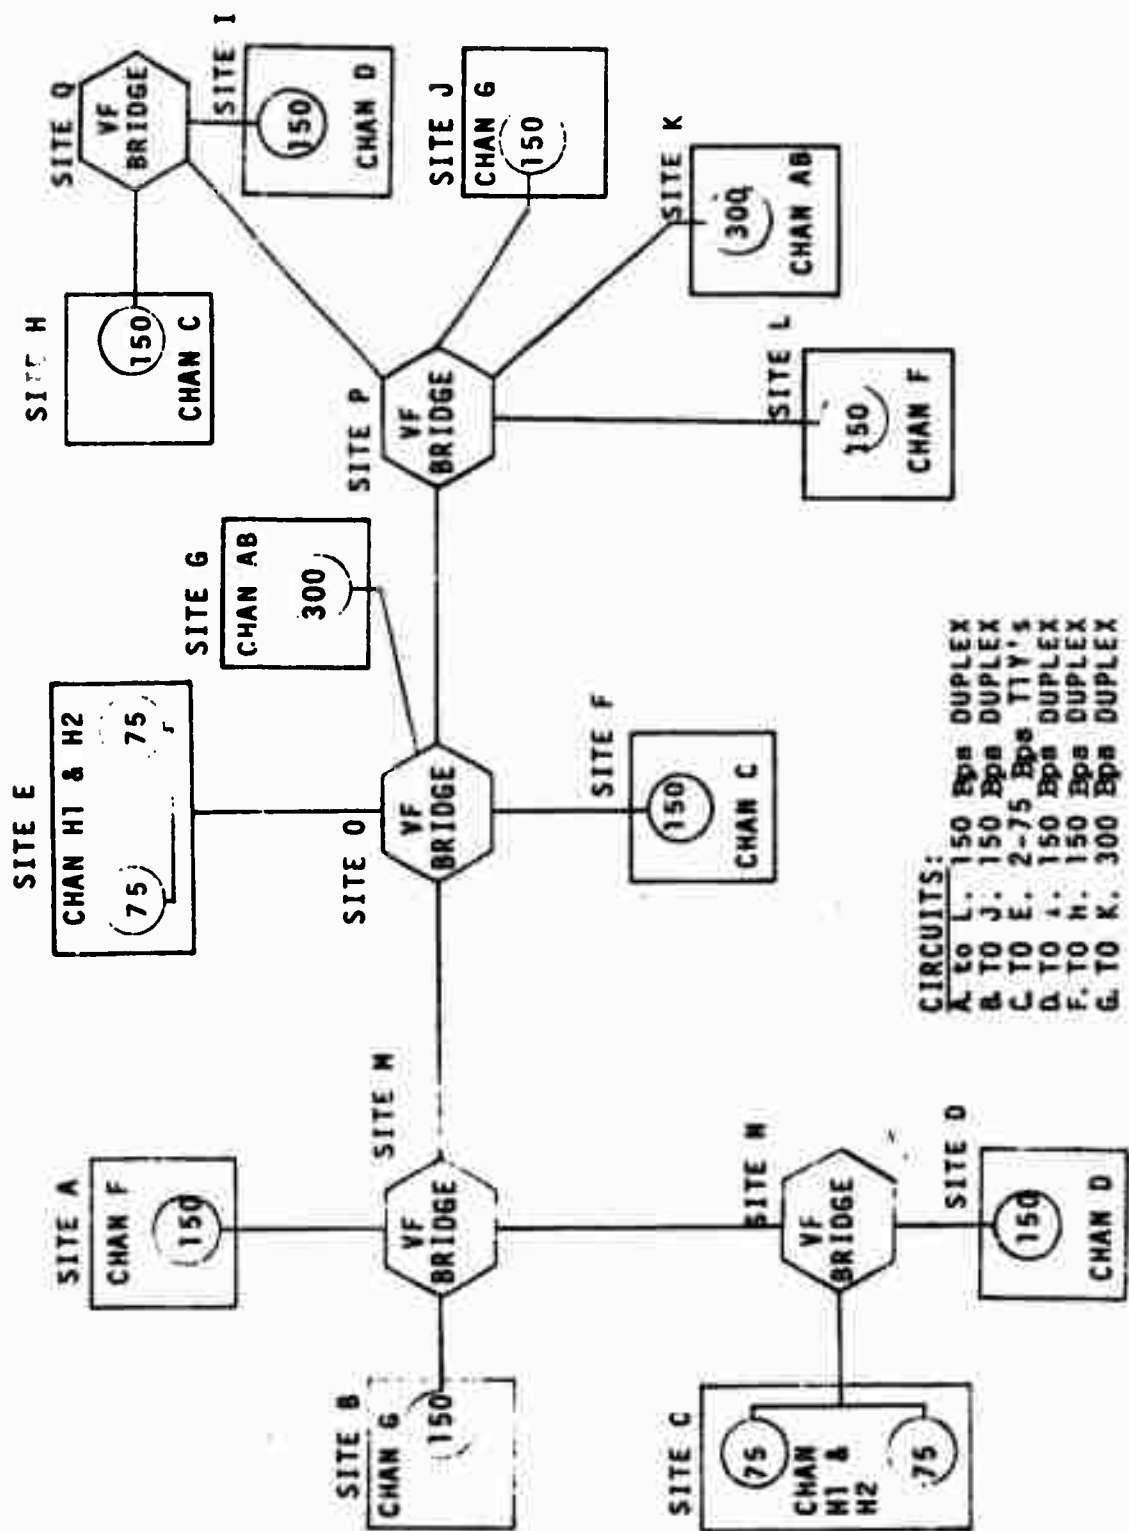 SITE A
CHAN F
150
SITE B
CHAN G
150
SITE M
VF
BRIDGE
SITE C
75
CHAN
H1 &
H2
75
SITE N
VF
BRIDGE
SITE D
150
CHAN D
SITE E
CHAN H1 & H2
75
75
SITE O
VF
BRIDGE
SITE G
CHAN AB
300
SITE F
150
CHAN C
SITE H
150
CHAN C
SITE Q
VF
BRIDGE
SITE I
150
CHAN D
SITE P
VF
BRIDGE
SITE J
CHAN G
150
SITE K
300
CHAN AB
SITE L
150
CHAN F
CIRCUITS:
A. to L. 150 Bps DUPLEX
B. TO J. 150 Bps DUPLEX
C. TO E. 2-75 Bps TTY's
D. TO I. 150 Bps DUPLEX
F. TO H. 150 Bps DUPLEX
G. TO K. 300 Bps DUPLEX